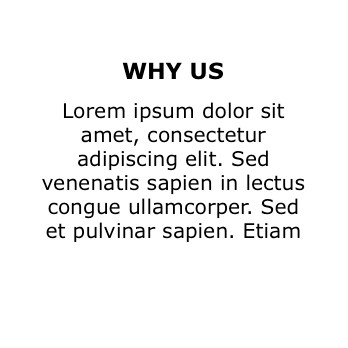 WHY US
Lorem ipsum dolor sit
amet, consectetur
adipiscing elit. Sed
venenatis sapien in lectus
congue ullamcorper. Sed
et pulvinar sapien. Etiam